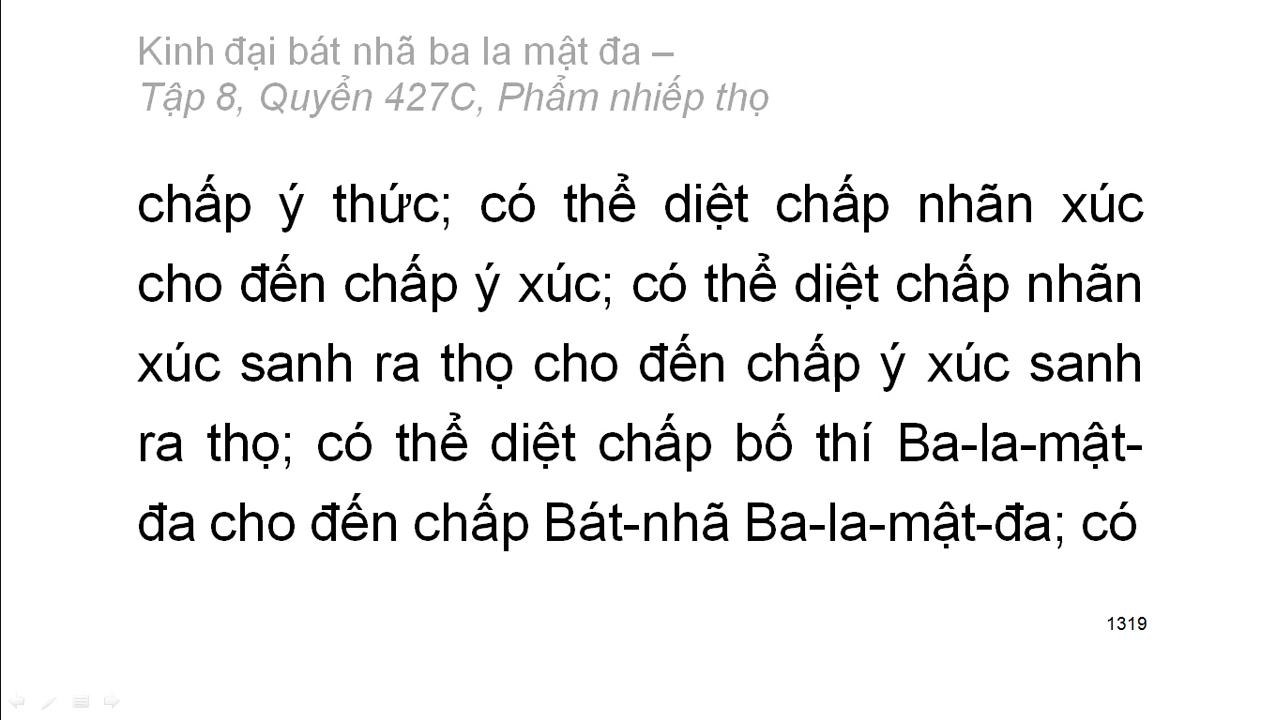 Kinh đại bát nhã ba la mật đa –
Tập 8, Quyển 427C, Phẩm nhiếp thọ
chấp ý thức; có thể diệt chấp nhãn xúc
cho đến chấp ý xúc; có thể diệt chấp nhãn
xúc sanh ra thọ cho đến chấp ý xúc sanh
ra thọ; có thể diệt chấp bố thí Ba-la-mật-
đa cho đến chấp Bát-nhã Ba-la-mật-đa; có
1319